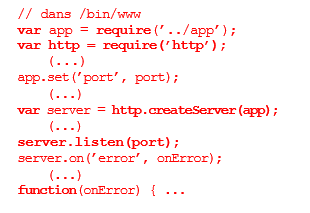 // dans /bin/www
var app = require('../app');
var http = require('http');
(...)
app.set('port', port);
(...)
var server = http.createServer(app);
(...)
server.listen(port);
server.on('error', onError);
(...)
function(onError) { ...